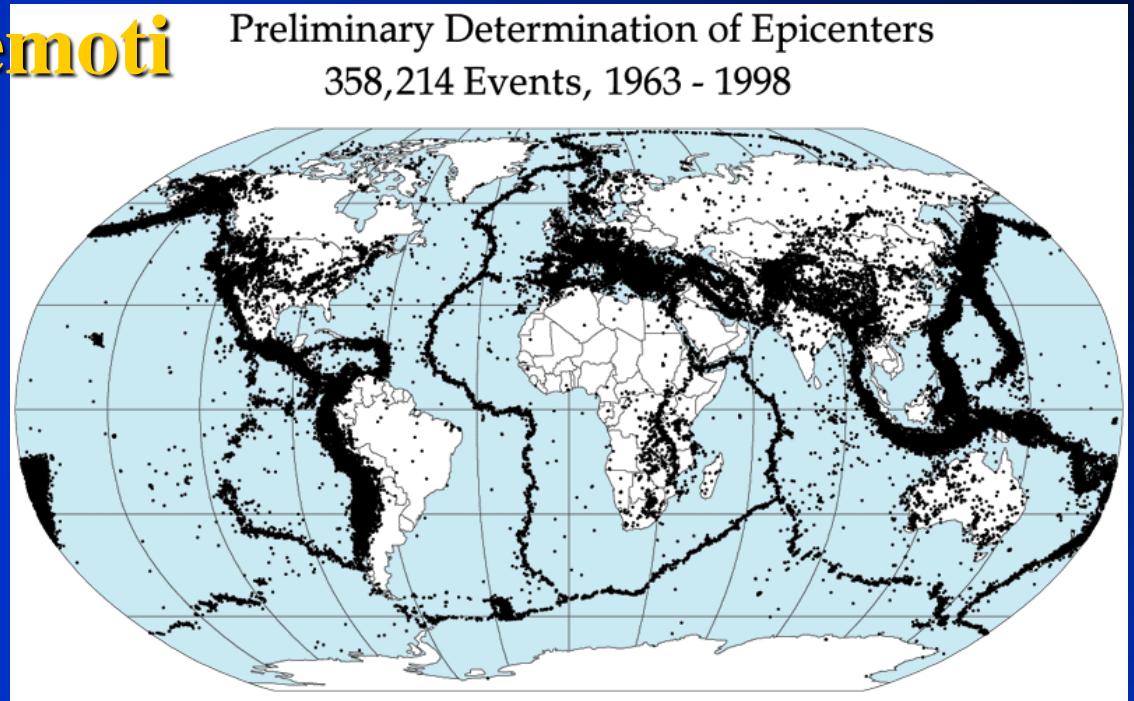 emoti
Preliminary Determination of Epicenters
358,214 Events, 1963 - 1998